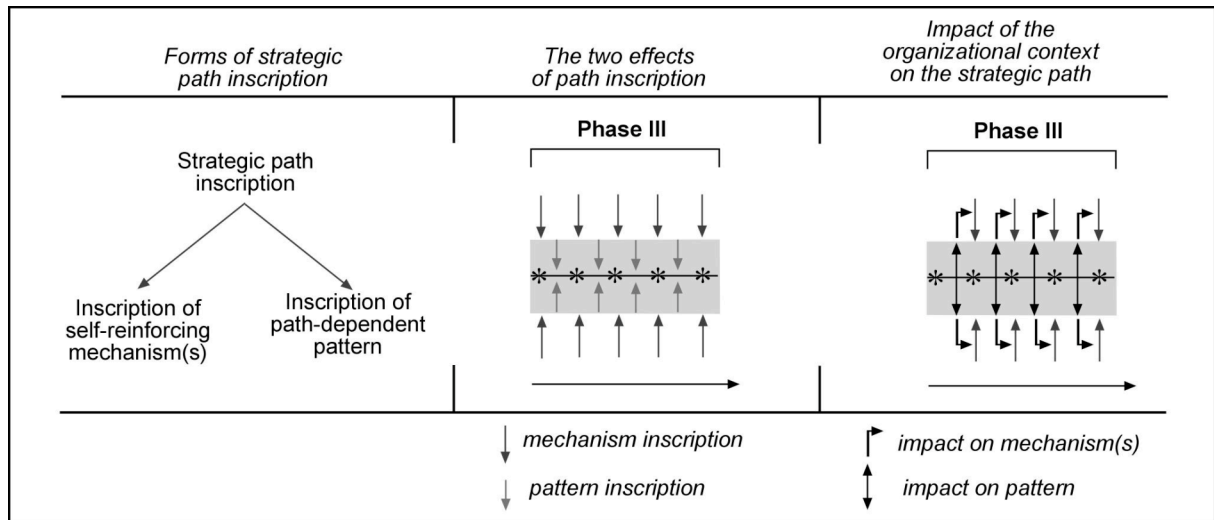 Forms of strategic
path inscription
The two effects
of path inscription
Impact of the
organizational context
on the strategic path
Strategic path
inscription
Inscription of
self-reinforcing
mechanism(s)
Inscription of
path-dependent
pattern
Phase III
* * * * *
Phase III
* * * * *
mechanism inscription
pattern inscription
impact on mechanism(s)
impact on pattern